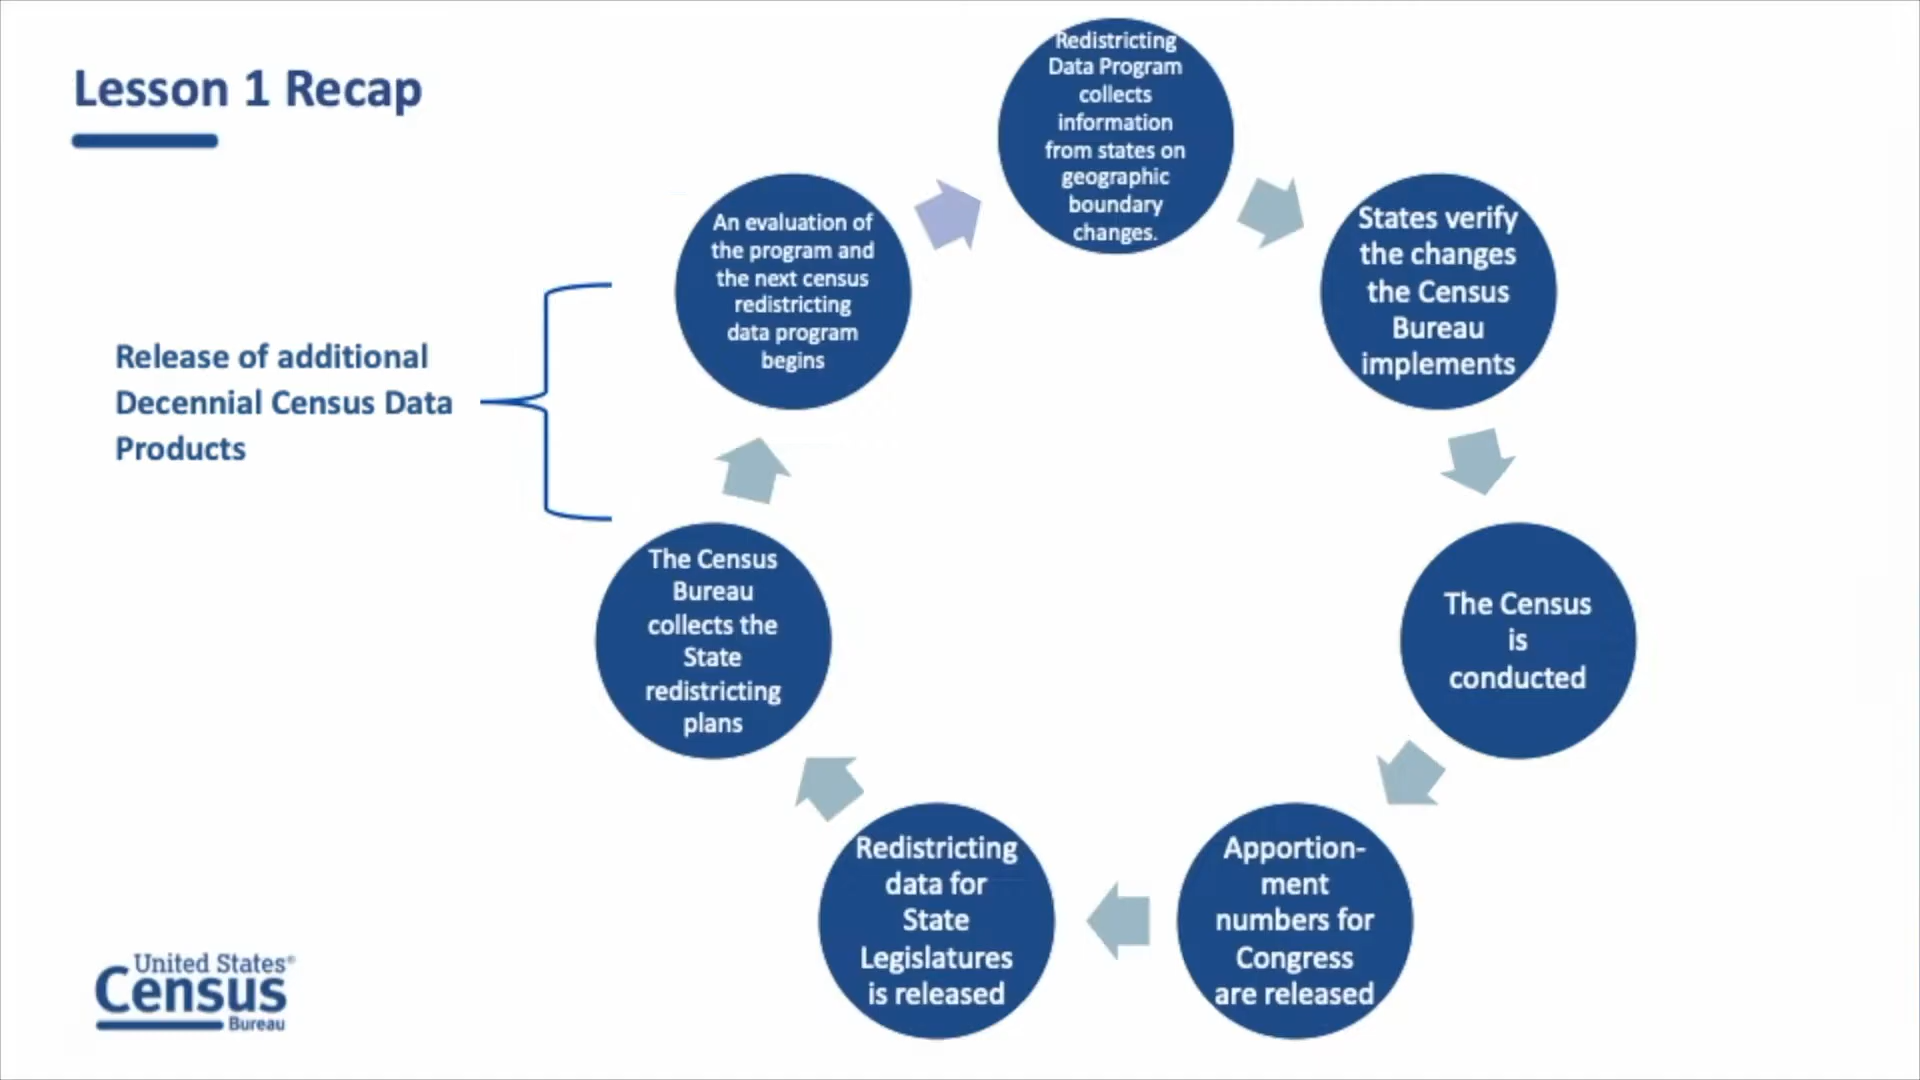 Lesson 1 Recap
Redistricting
Data Program
collects
information
from states on
geographic
boundary
changes.
States verify
the changes
the Census
Bureau
implements
The Census
is
conducted
Apportion-
ment
numbers for
Congress
are released
Redistricting
data for
State
Legislatures
is released
The Census
Bureau
collects the
State
redistricting
plans
An evaluation of
the program and
the next census
redistricting
data program
begins
Release of additional
Decennial Census Data
Products
United States®
Census
Bureau